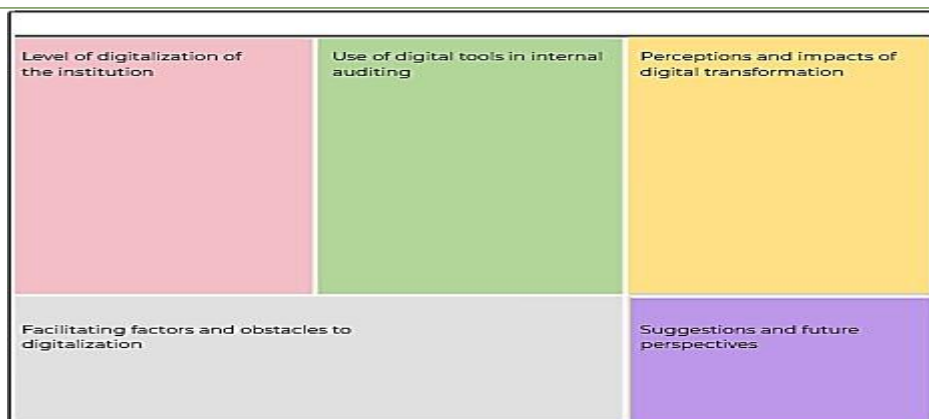 Level of digitalization of
the institution
Use of digital tools in internal
auditing
Perceptions and impacts of
digital transformation
Facilitating factors and obstacles to
digitalization
Suggestions and future
perspectives